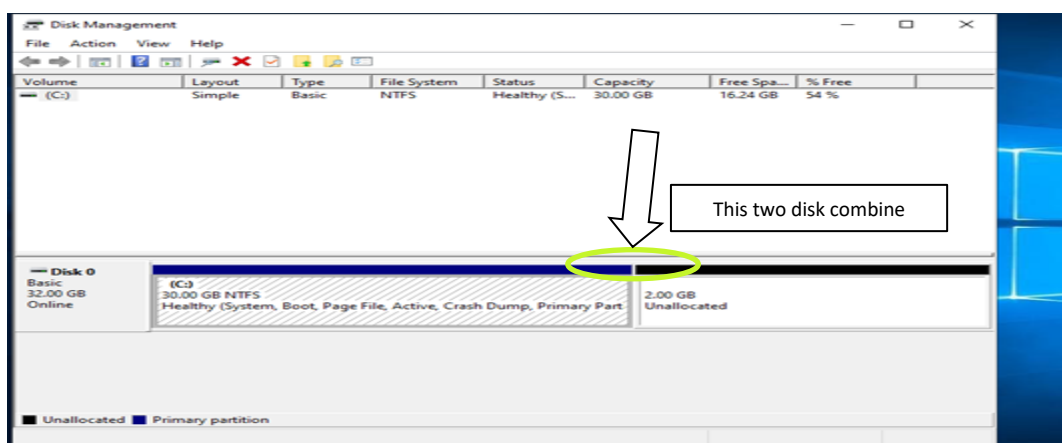 Disk Management
File Action View Help
Volume Layout Type File System Status Capacity Free Spa... % Free
(C:) Simple Basic NTFS Healthy (S... 30.00 GB 16.24 GB 54 %
This two disk combine
Disk 0
Basic
32.00 GB
Online
(C:)
30.00 GB NTFS
Healthy (System, Boot, Page File, Active, Crash Dump, Primary Part
2.00 GB
Unallocated
Unallocated Primary partition